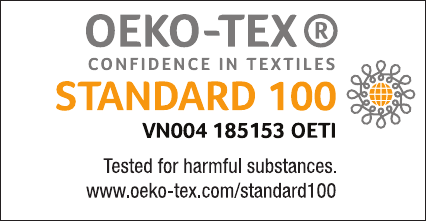 OEKO-TEX®
CONFIDENCE IN TEXTILES
STANDARD 100
VN004 185153 OETI
Tested for harmful substances.
www.oeko-tex.com/standard100